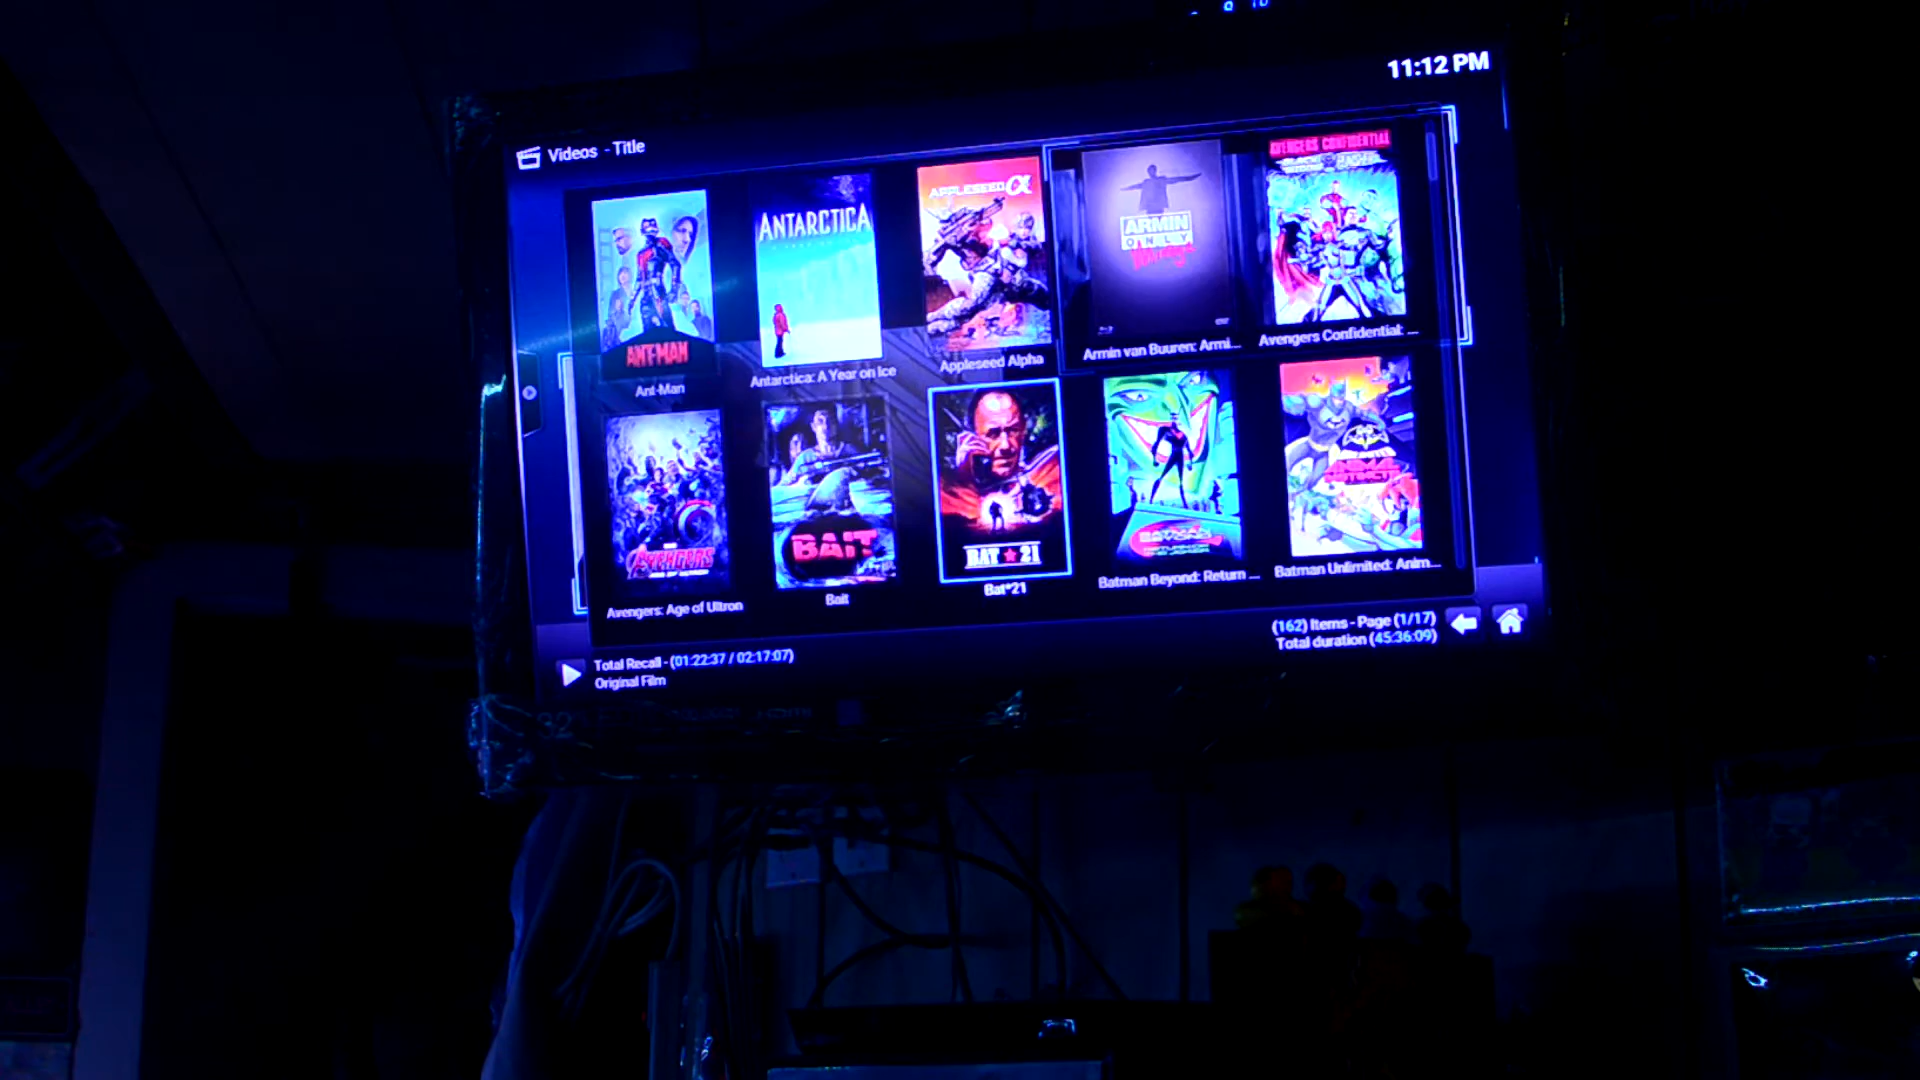 11:12 PM
Videos - Title
ANT-MAN
Ant-Man
ANTARCTICA
Antarctica: A Year on Ice
APPLESEED α
Appleseed Alpha
ARMIN
ONLY
Armin van Buuren: Armi...
AVENGERS CONFIDENTIAL
Avengers Confidential: ...
AVENGERS
Avengers: Age of Ultron
BAIT
Bait
BAT ★ 21
Bat*21
Batman Beyond: Return ...
Batman Unlimited: Anim...
(162) Items - Page (1/17)
Total duration (45:36:09)
Total Recall - (01:22:37 / 02:17:07)
Original Film